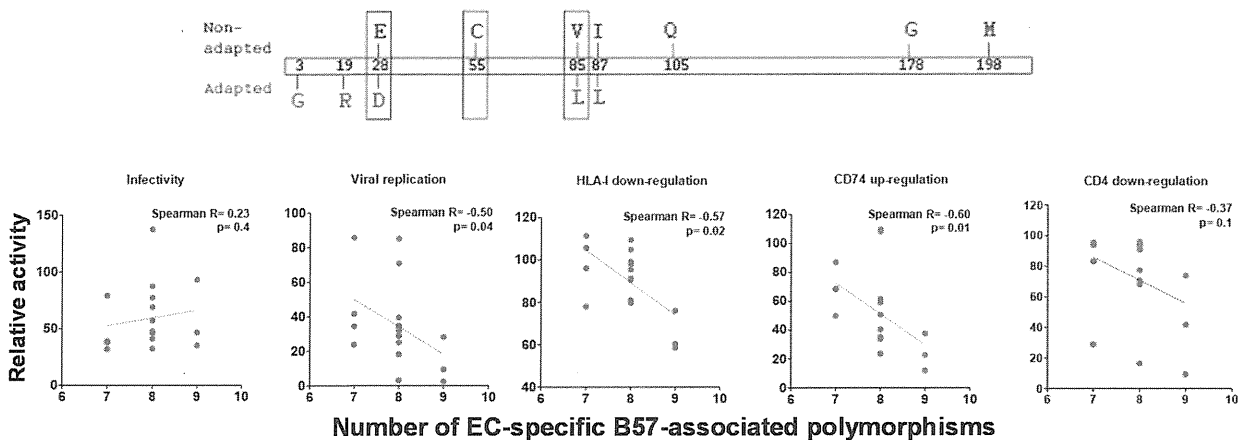 Non-adapted E C V I Q G M
3 19 28 55 85 87 105 178 198
Adapted G R D L L
Infectivity
Spearman R= 0.23
p= 0.4
150
100
50
0
6 7 8 9 10
Viral replication
Spearman R= -0.50
p= 0.04
100
80
60
40
20
0
6 7 8 9 10
HLA-I down-regulation
Spearman R= -0.57
p= 0.02
120
100
80
60
40
6 7 8 9 10
CD74 up-regulation
Spearman R= -0.60
p= 0.01
120
100
80
60
40
20
0
6 7 8 9 10
CD4 down-regulation
Spearman R= -0.37
p= 0.1
120
100
80
60
40
20
0
6 7 8 9 10
Relative activity
Number of EC-specific B57-associated polymorphisms